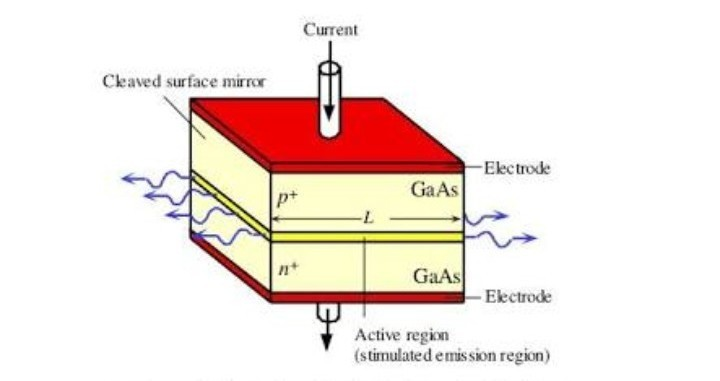 Current
Cleaved surface mirror
Electrode
GaAs
p+
L
n+
GaAs
Electrode
Active region
(stimulated emission region)